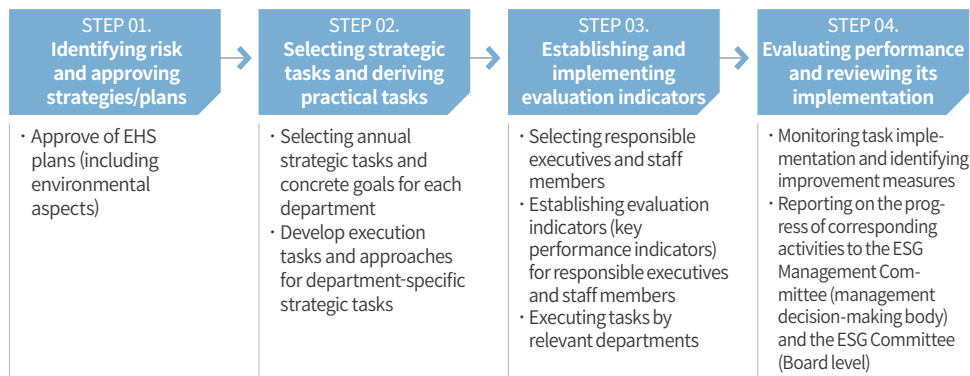 STEP 01.
Identifying risk
and approving
strategies/plans
· Approve of EHS
plans (including
environmental
aspects)
STEP 02.
Selecting strategic
tasks and deriving
practical tasks
· Selecting annual
strategic tasks and
concrete goals for each
department
· Develop execution
tasks and approaches
for department-specific
strategic tasks
STEP 03.
Establishing and
implementing
evaluation indicators
· Selecting responsible
executives and staff
members
· Establishing evaluation
indicators (key
performance indicators)
for responsible executives
and staff members
· Executing tasks by
relevant departments
STEP 04.
Evaluating performance
and reviewing its
implementation
· Monitoring task imple-
mentation and identifying
improvement measures
· Reporting on the prog-
ress of corresponding
activities to the ESG
Management Com-
mittee (management
decision-making body)
and the ESG Committee
(Board level)